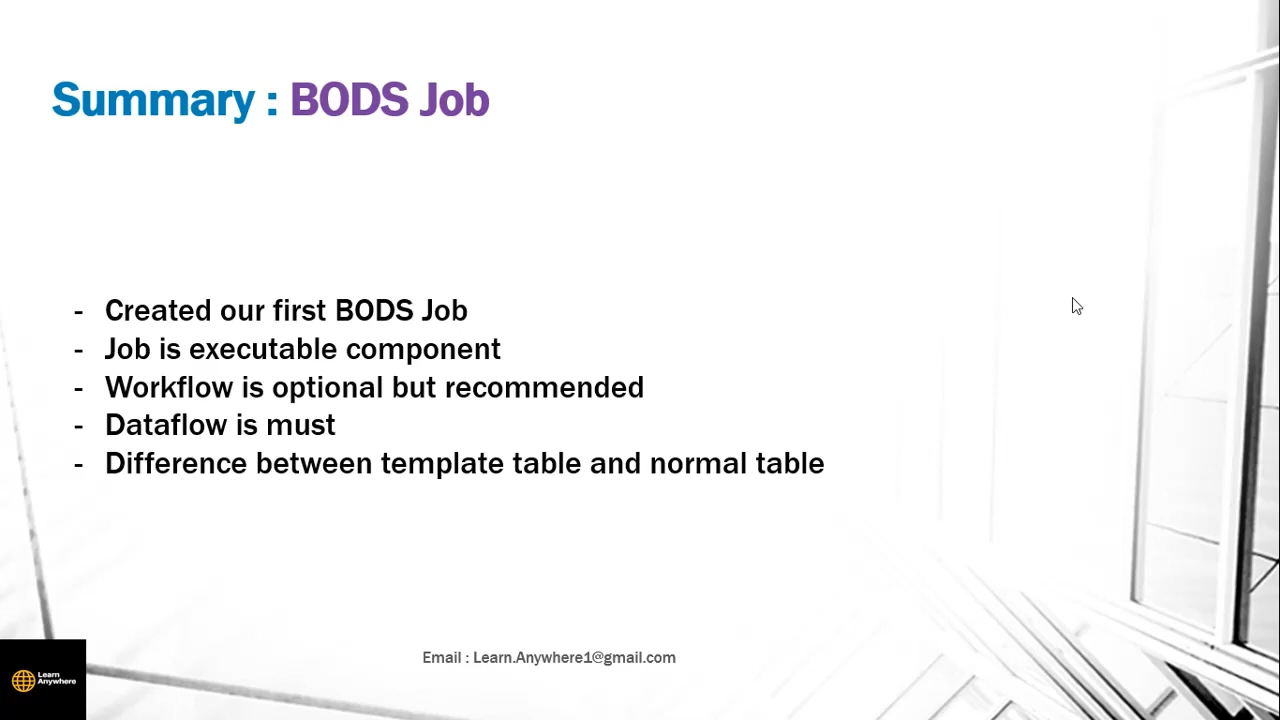 Summary : BODS Job
- Created our first BODS Job
- Job is executable component
- Workflow is optional but recommended
- Dataflow is must
- Difference between template table and normal table
Email : Learn.Anywhere1@gmail.com
Learn
Anywhere